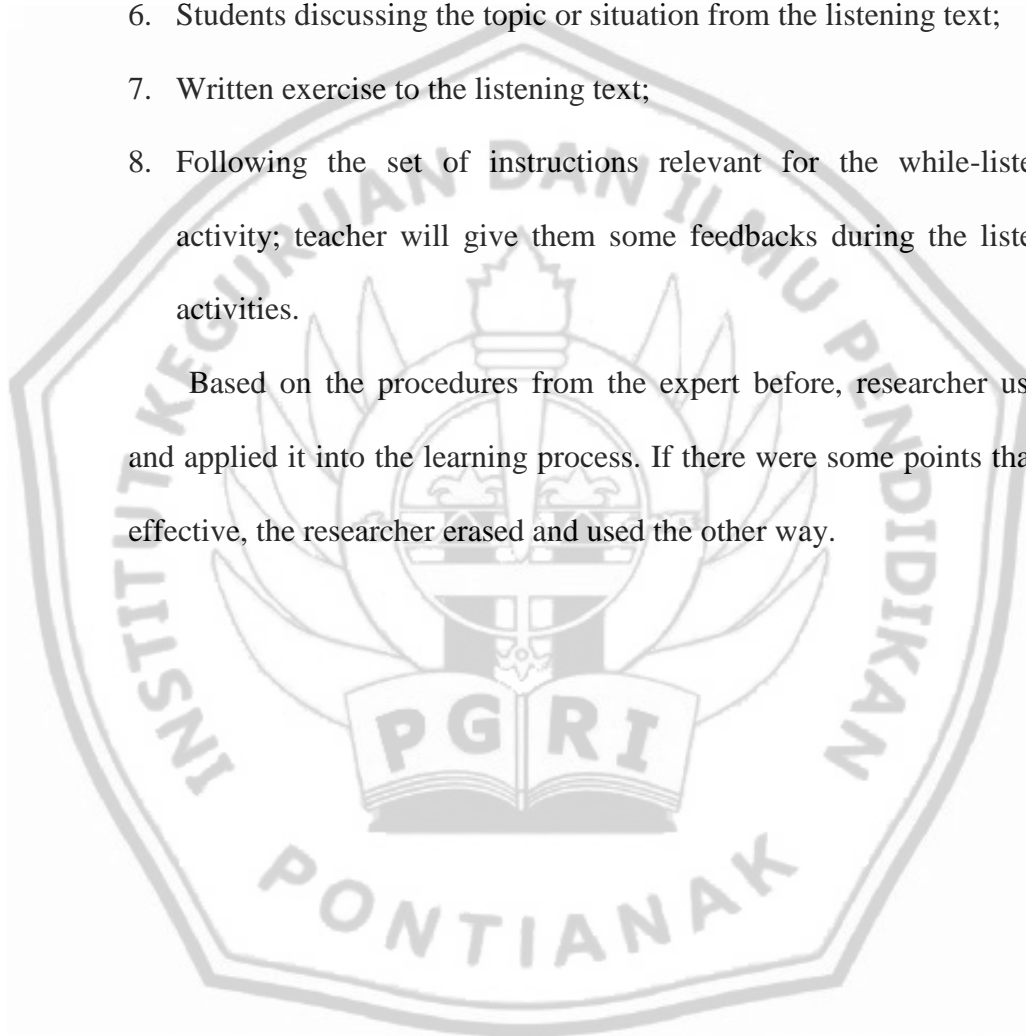 6. Students discussing the topic or situation from the listening text;
7. Written exercise to the listening text;
8. Following the set of instructions relevant for the while-liste
activity; teacher will give them some feedbacks during the liste
activities.
Based on the procedures from the expert before, researcher us
and applied it into the learning process. If there were some points tha
effective, the researcher erased and used the other way.
INSTITUT KEGURUAN DAN ILMU PENDIDIKAN
PGRI
PONTIANAK